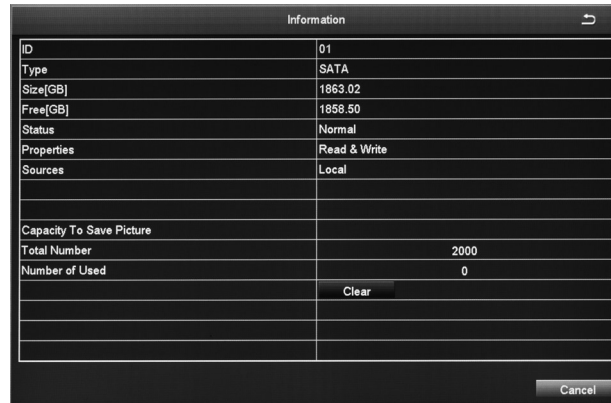 Information
ID 01
Type SATA
Size[GB] 1863.02
Free[GB] 1858.50
Status Normal
Properties Read & Write
Sources Local
Capacity To Save Picture
Total Number 2000
Number of Used 0
Clear
Cancel